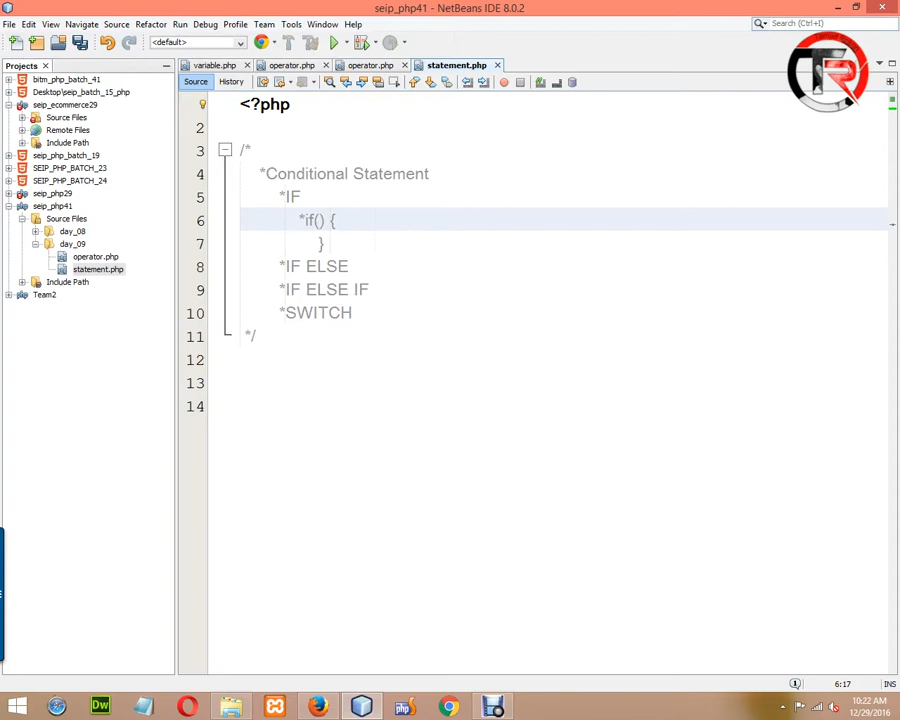 seip_php41 - NetBeans IDE 8.0.2
File Edit View Navigate Source Refactor Run Debug Profile Team Tools Window Help
Search (Ctrl+I)
<default>
Projects
variable.php operator.php operator.php statement.php
Source History
bitm_php_batch_41
Desktop\seip_batch_15_php
seip_ecommerce29
Source Files
Remote Files
Include Path
seip_php_batch_19
SEIP_PHP_BATCH_23
SEIP_PHP_BATCH_24
seip_php29
seip_php41
Source Files
day_08
day_09
operator.php
statement.php
Include Path
Team2
<?php
2
3 /*
4 *Conditional Statement
5 *IF
6 *if() {
7 }
8 *IF ELSE
9 *IF ELSE IF
10 *SWITCH
11 */
12
13
14
TR
6:17 INS
Dw
php
10:22 AM
12/29/2016